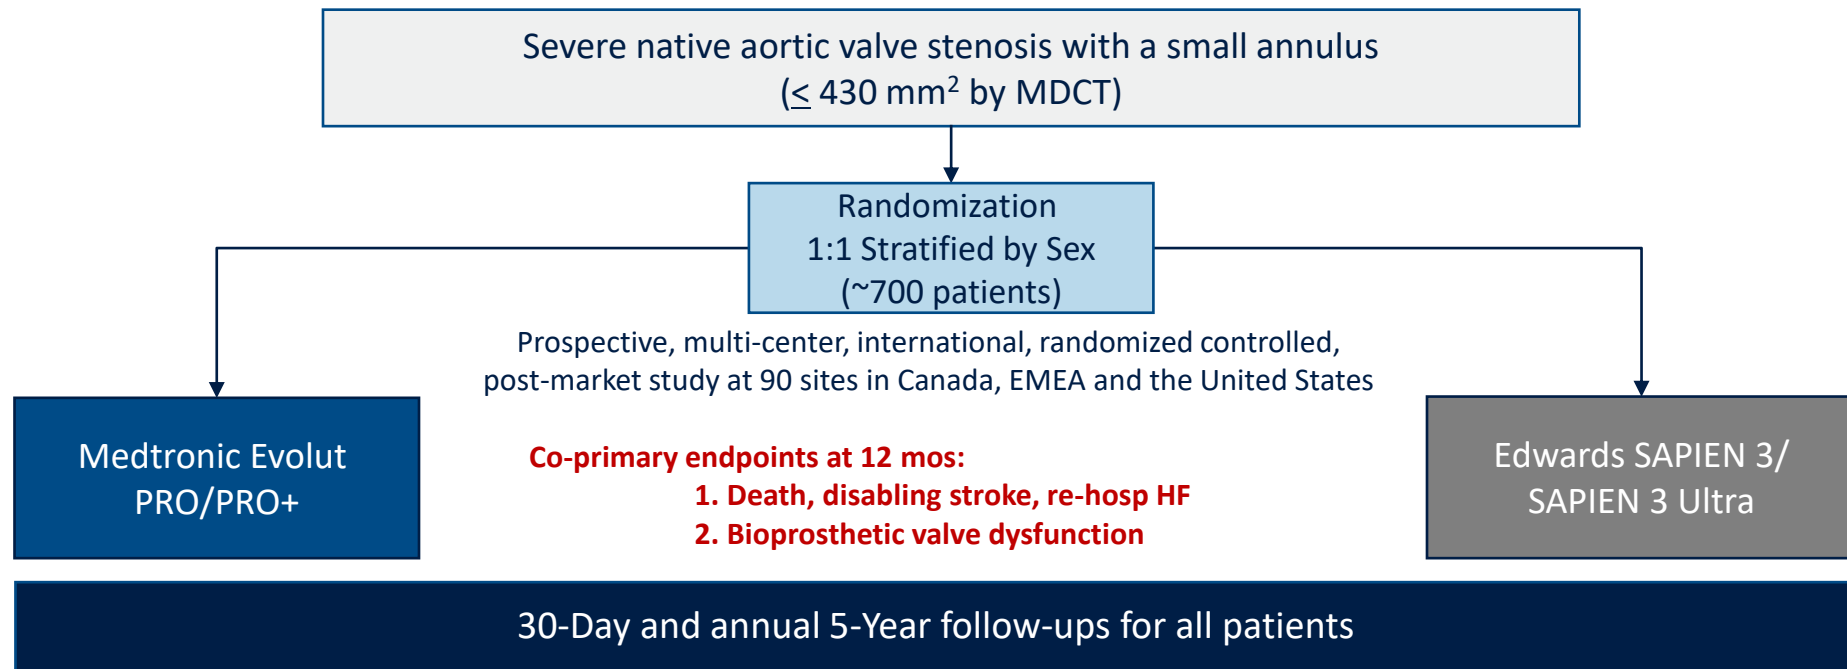 Severe native aortic valve stenosis with a small annulus
(≤ 430 mm² by MDCT)
Randomization
1:1 Stratified by Sex
(~700 patients)
Prospective, multi-center, international, randomized controlled,
post-market study at 90 sites in Canada, EMEA and the United States
Medtronic Evolut
PRO/PRO+
Co-primary endpoints at 12 mos:
1. Death, disabling stroke, re-hosp HF
2. Bioprosthetic valve dysfunction
Edwards SAPIEN 3/
SAPIEN 3 Ultra
30-Day and annual 5-Year follow-ups for all patients